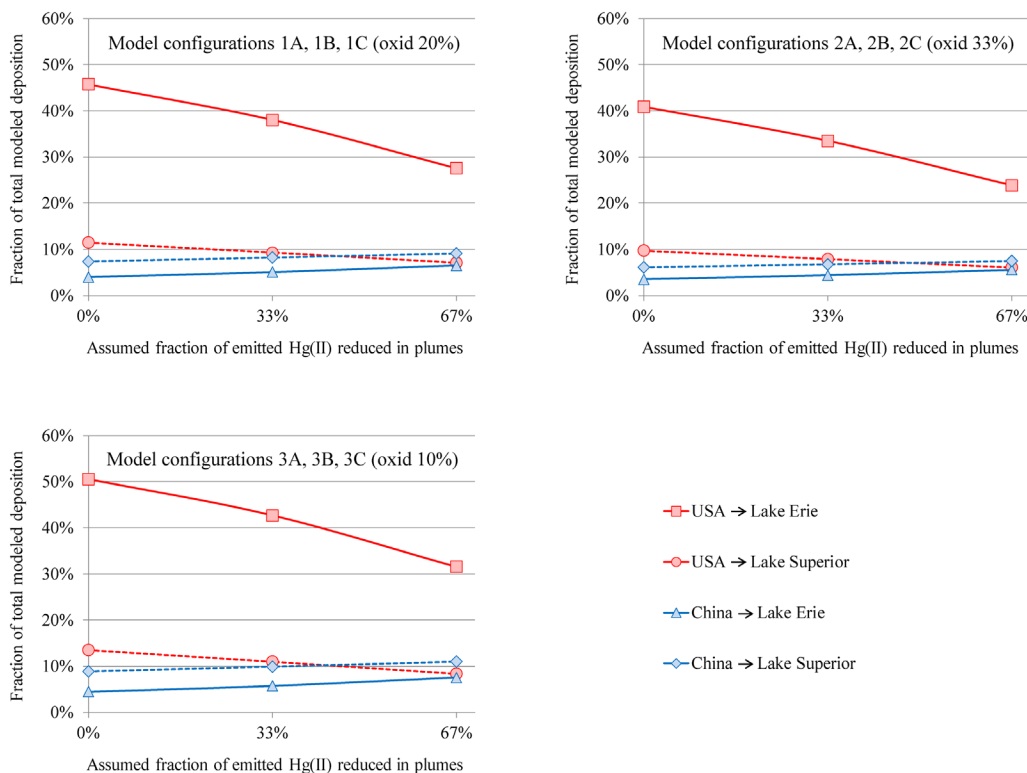 Model configurations 1A, 1B, 1C (oxid 20%)
Fraction of total modeled deposition
60%
50%
40%
30%
20%
10%
0%
0%
33%
67%
Assumed fraction of emitted Hg(II) reduced in plumes
Model configurations 2A, 2B, 2C (oxid 33%)
Fraction of total modeled deposition
60%
50%
40%
30%
20%
10%
0%
0%
33%
67%
Assumed fraction of emitted Hg(II) reduced in plumes
Model configurations 3A, 3B, 3C (oxid 10%)
Fraction of total modeled deposition
60%
50%
40%
30%
20%
10%
0%
0%
33%
67%
Assumed fraction of emitted Hg(II) reduced in plumes
USA → Lake Erie
USA → Lake Superior
China → Lake Erie
China → Lake Superior